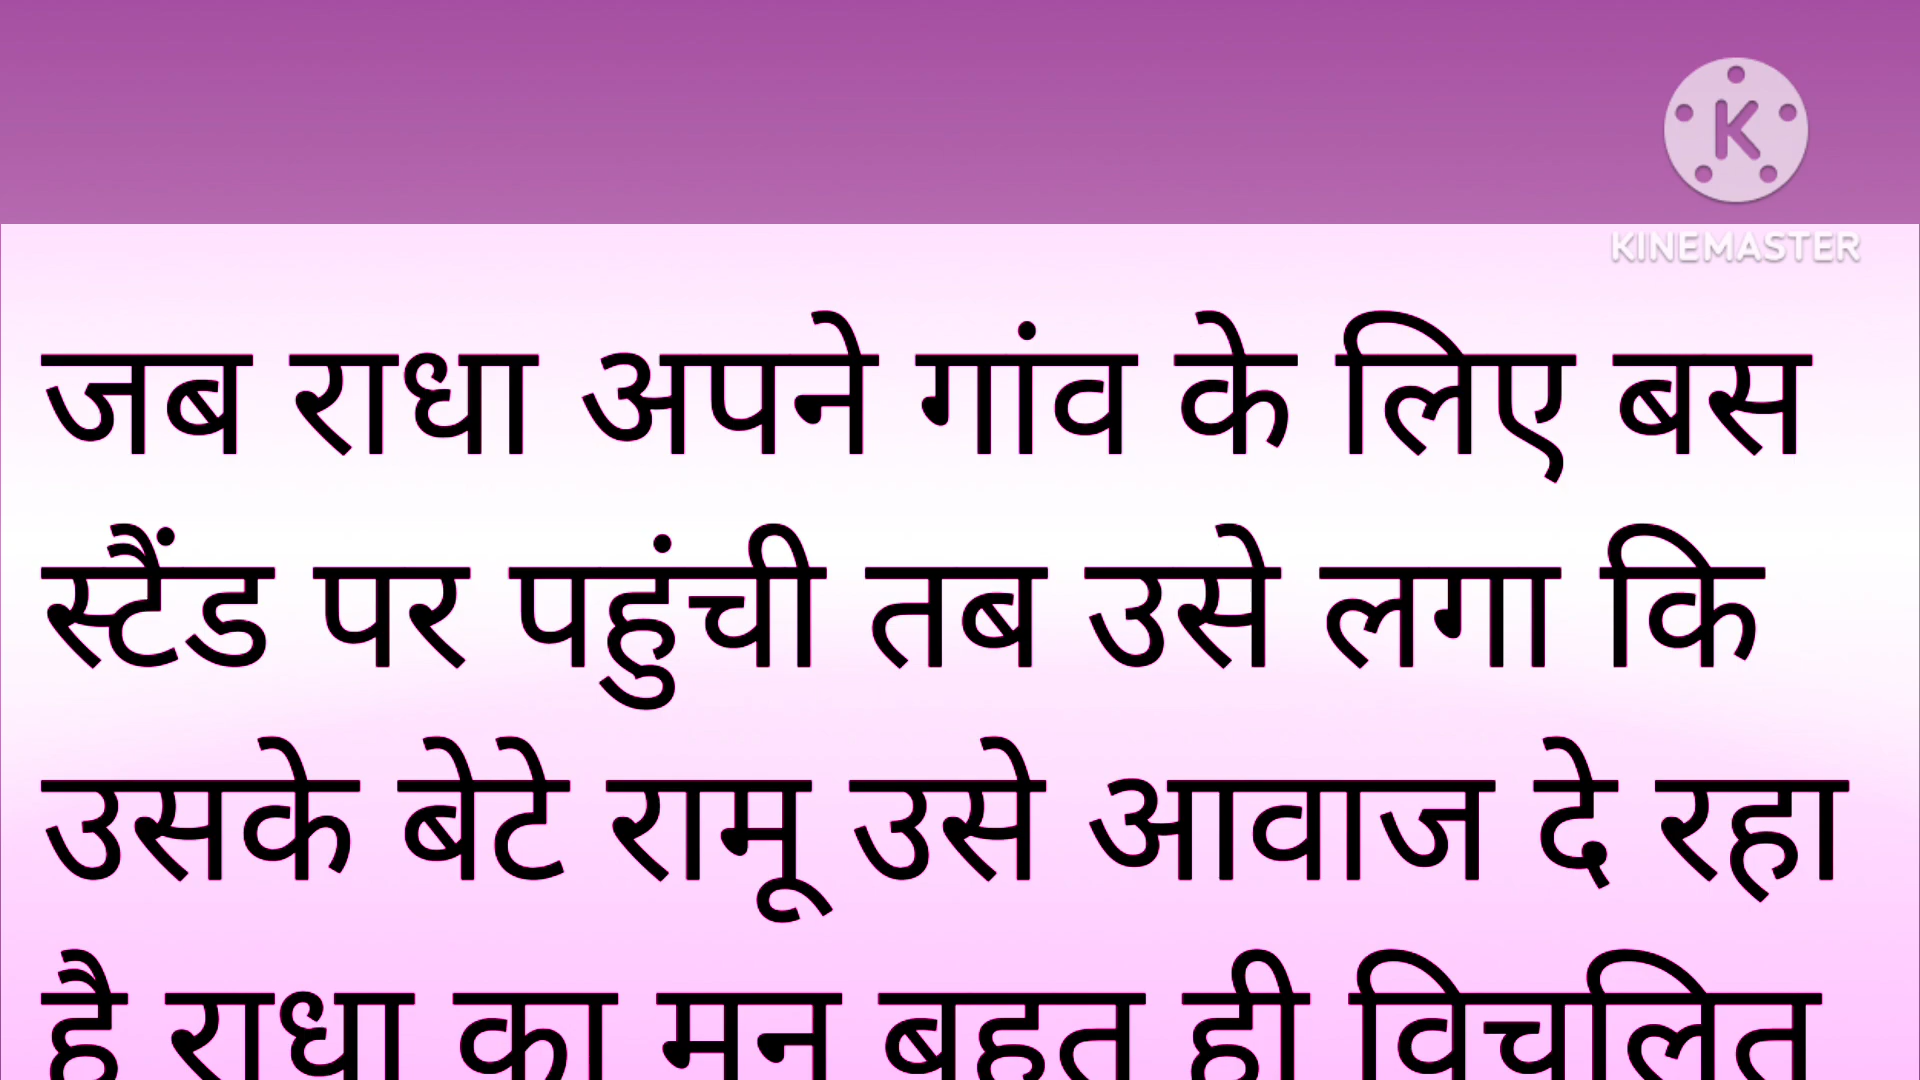 K
KINEMASTER
जब राधा अपने गांव के लिए बस
स्टैंड पर पहुंची तब उसे लगा कि
उसके बेटे रामू उसे आवाज दे रहा
है राधा का मन बहुत ही विचलित